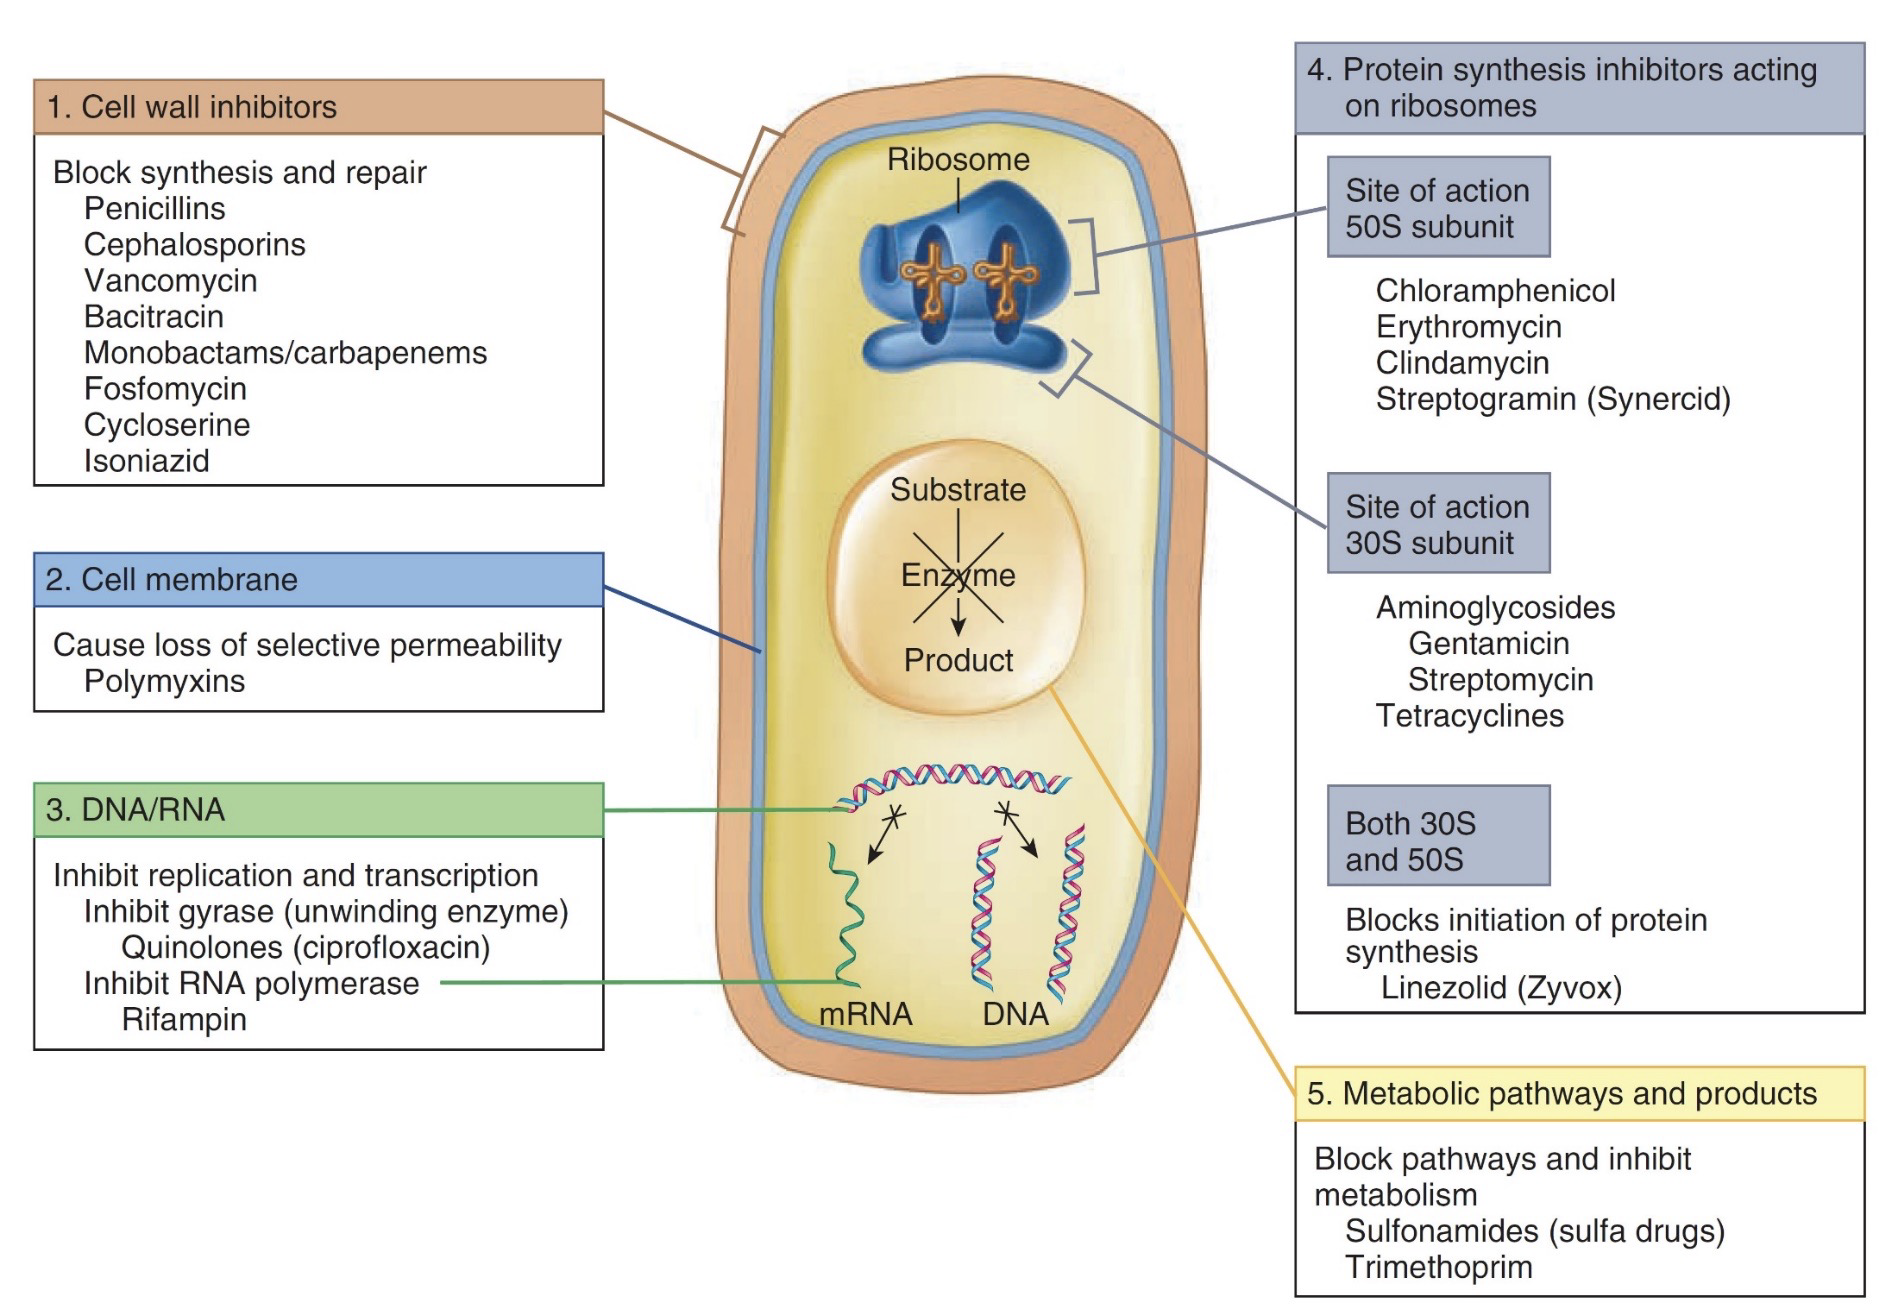 1. Cell wall inhibitors
Block synthesis and repair
Penicillins
Cephalosporins
Vancomycin
Bacitracin
Monobactams/carbapenems
Fosfomycin
Cycloserine
Isoniazid
2. Cell membrane
Cause loss of selective permeability
Polymyxins
3. DNA/RNA
Inhibit replication and transcription
Inhibit gyrase (unwinding enzyme)
Quinolones (ciprofloxacin)
Inhibit RNA polymerase
Rifampin
Ribosome
Substrate
Enzyme
Product
mRNA
DNA
4. Protein synthesis inhibitors acting
on ribosomes
Site of action
50S subunit
Chloramphenicol
Erythromycin
Clindamycin
Streptogramin (Synercid)
Site of action
30S subunit
Aminoglycosides
Gentamicin
Streptomycin
Tetracyclines
Both 30S
and 50S
Blocks initiation of protein
synthesis
Linezolid (Zyvox)
5. Metabolic pathways and products
Block pathways and inhibit
metabolism
Sulfonamides (sulfa drugs)
Trimethoprim